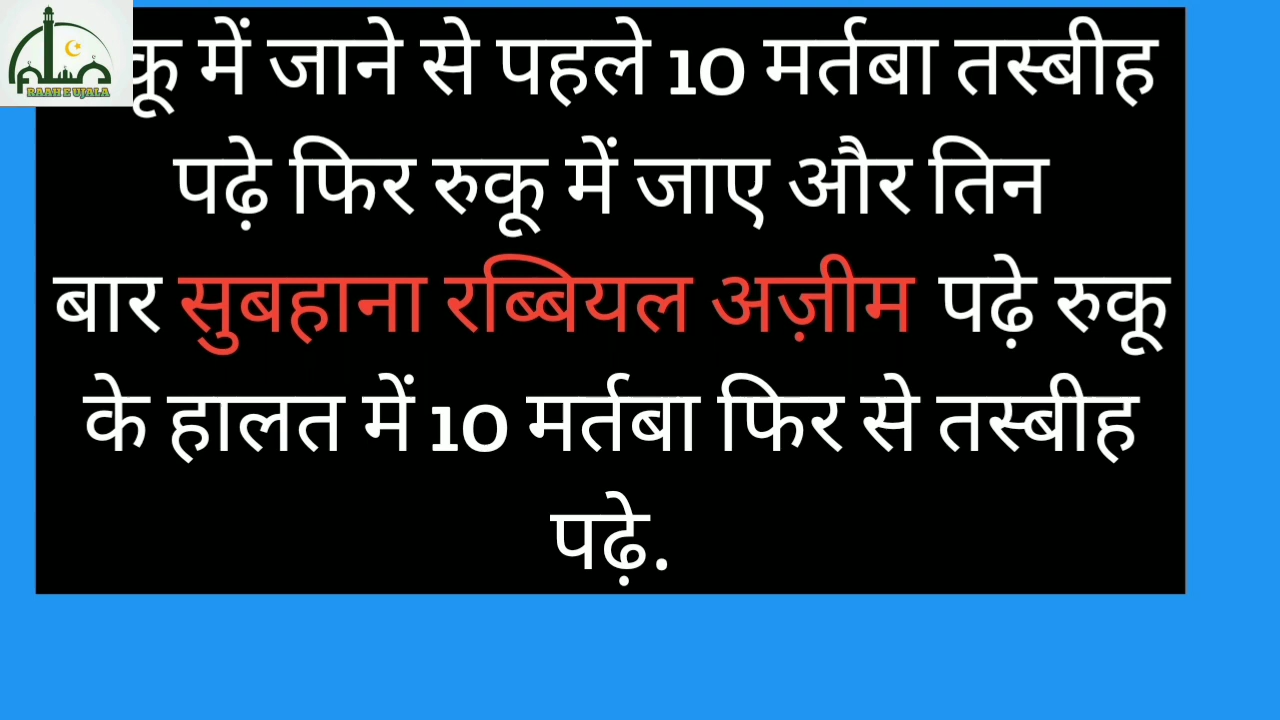 RAAH E UJALA
कू में जाने से पहले 10 मर्तबा तस्बीह
पढ़े फिर रुकू में जाए और तिन
बार सुबहाना रब्बियल अज़ीम पढ़े रुकू
के हालत में 10 मर्तबा फिर से तस्बीह
पढ़े.